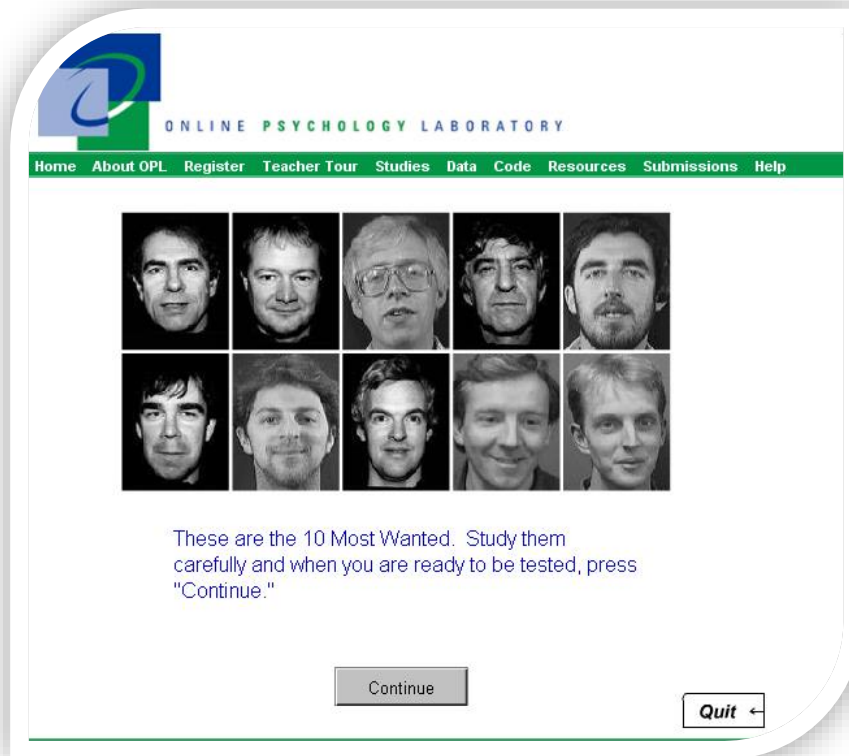 ONLINE PSYCHOLOGY LABORATORY
Home About OPL Register Teacher Tour Studies Data Code Resources Submissions Help
These are the 10 Most Wanted. Study them
carefully and when you are ready to be tested, press
"Continue."
Continue
Quit ←